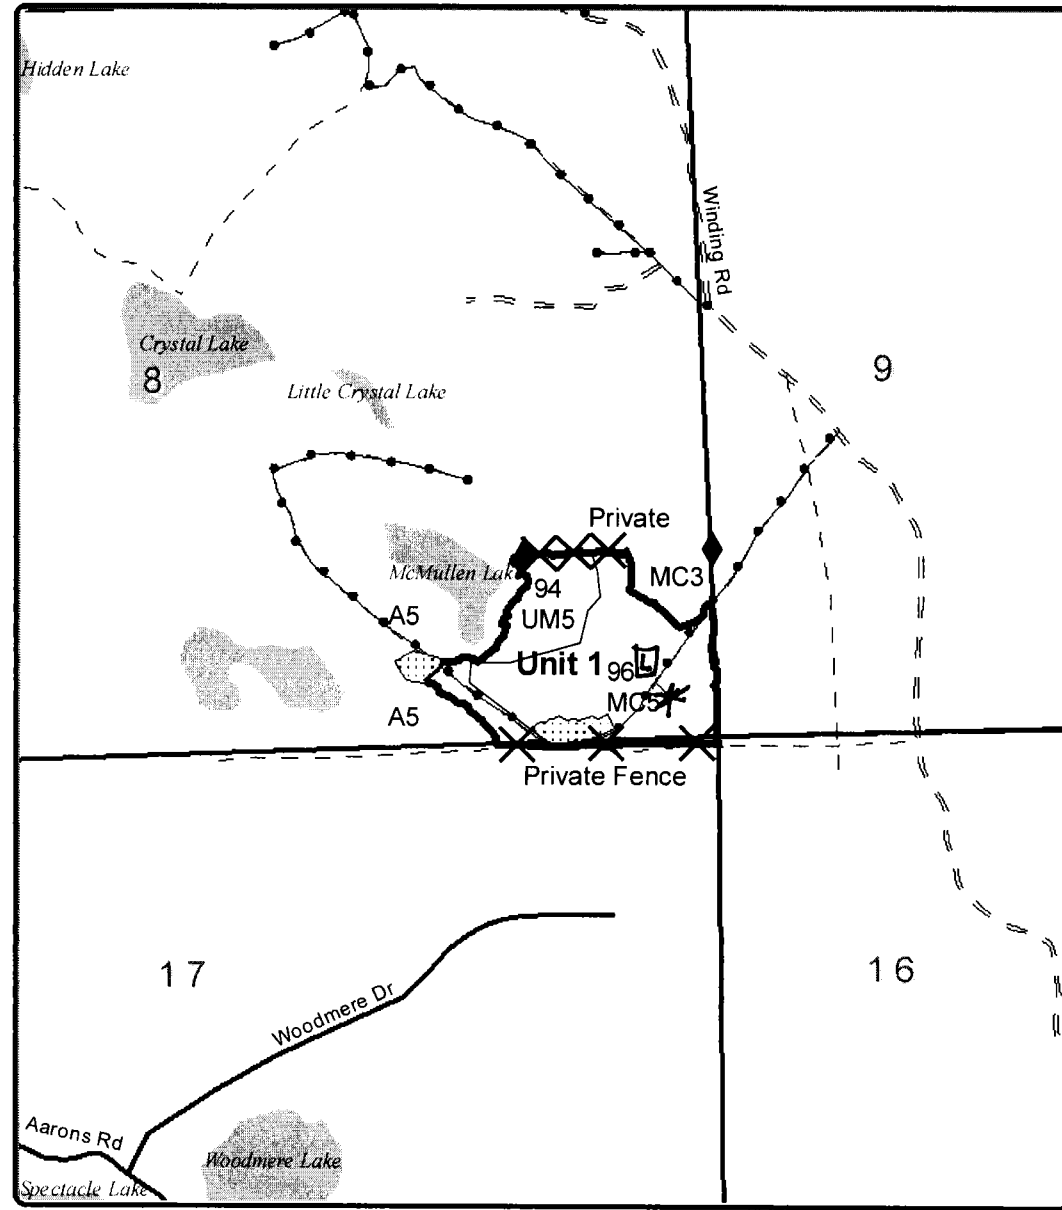 Hidden Lake
Winding Rd
Crystal Lake
8
9
Little Crystal Lake
Private
McMullen Lake
94
MC3
A5
UM5
Unit 1
96
L
A5
MC5
Private Fence
17
16
Woodmere Dr
Aarons Rd
Woodmere Lake
Spectacle Lake